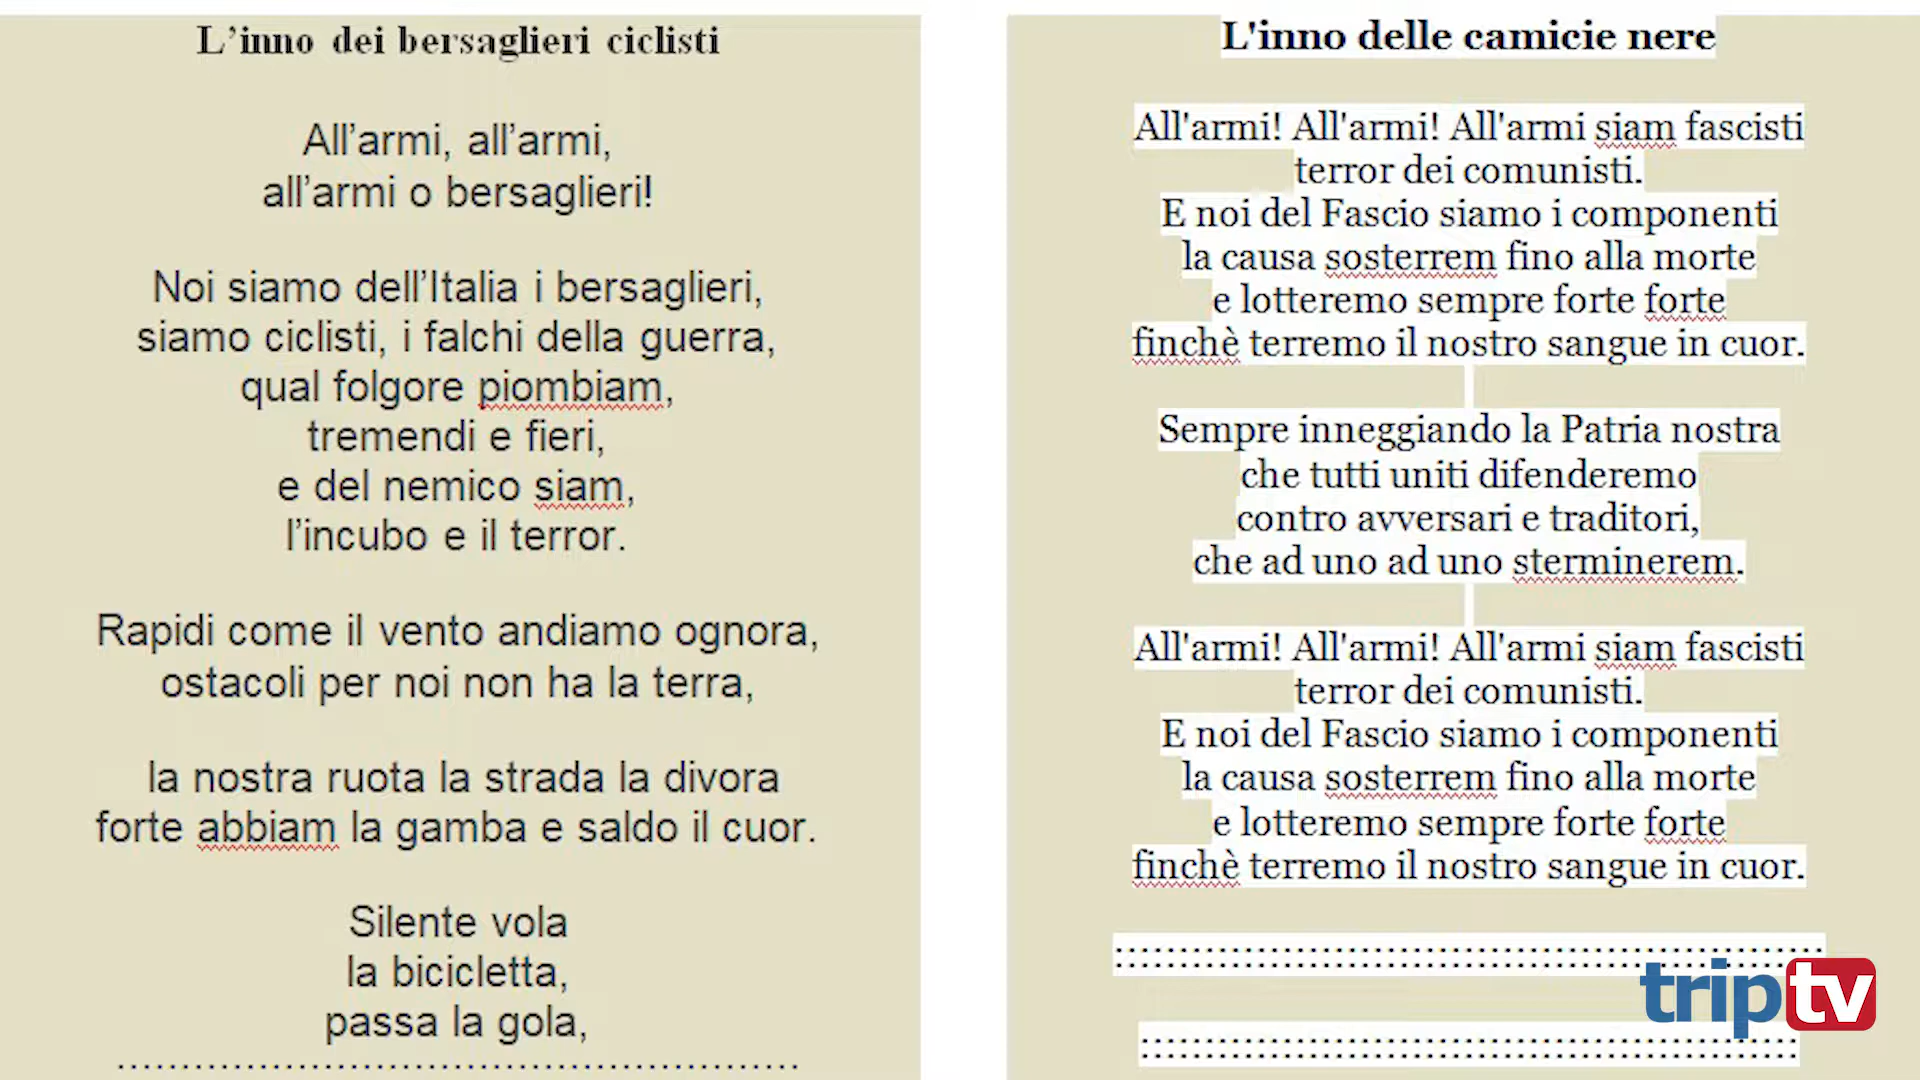 L'inno dei bersaglieri ciclisti
All'armi, all'armi,
all'armi o bersaglieri!
Noi siamo dell'Italia i bersaglieri,
siamo ciclisti, i falchi della guerra,
qual folgore piombiam,
tremendi e fieri,
e del nemico siam,
l'incubo e il terror.
Rapidi come il vento andiamo ognora,
ostacoli per noi non ha la terra,
la nostra ruota la strada la divora
forte abbiam la gamba e saldo il cuor.
Silente vola
la bicicletta,
passa la gola,
L'inno delle camicie nere
All'armi! All'armi! All'armi siam fascisti
terror dei comunisti.
E noi del Fascio siamo i componenti
la causa sosterrem fino alla morte
e lotteremo sempre forte forte
finchè terremo il nostro sangue in cuor.
Sempre inneggiando la Patria nostra
che tutti uniti difenderemo
contro avversari e traditori,
che ad uno ad uno sterminerem.
All'armi! All'armi! All'armi siam fascisti
terror dei comunisti.
E noi del Fascio siamo i componenti
la causa sosterrem fino alla morte
e lotteremo sempre forte forte
finchè terremo il nostro sangue in cuor.
triptv